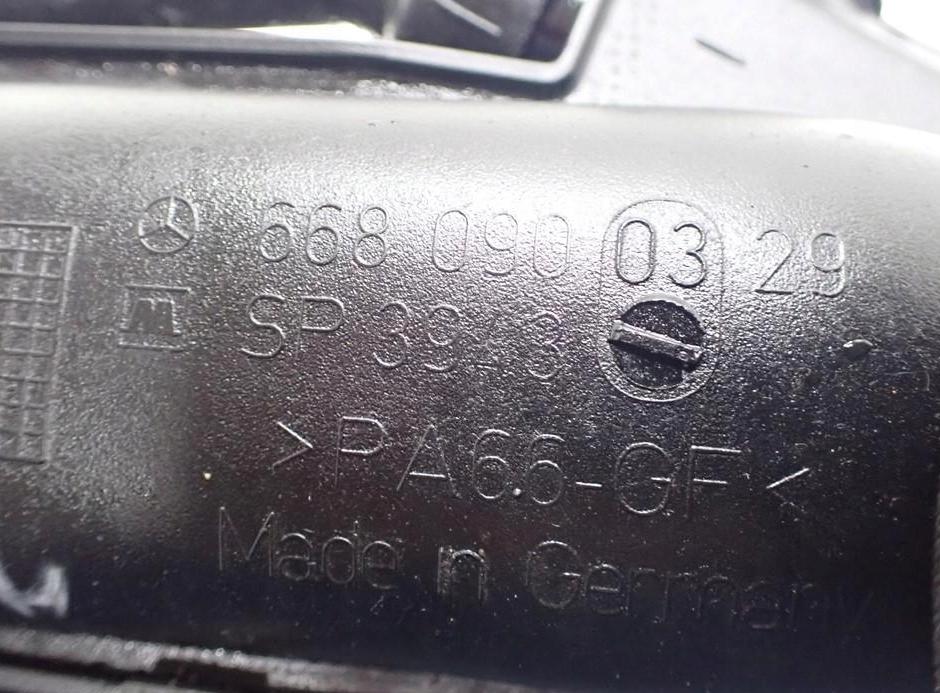 668 090 03 29
SP 3943
>PA66-GF<
Made in Germany